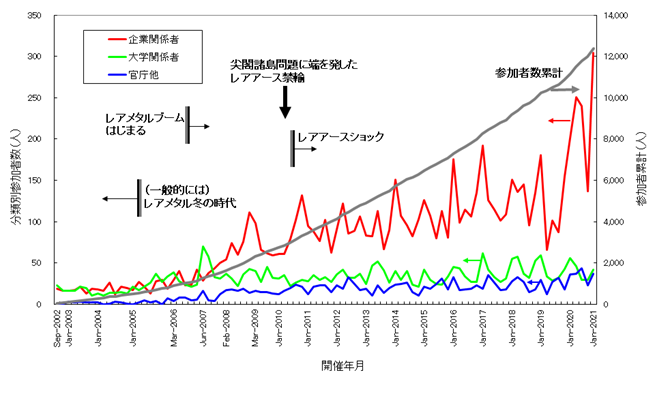 企業関係者
大学関係者
官庁他
尖閣諸島問題に端を発した
レアアース禁輸
参加者数累計
レアメタルブーム
はじまる
レアアースショック
(一般的には)
レアメタル冬の時代
分類別参加者数(人)
350
300
250
200
150
100
50
0
参加者累計(人)
14,000
12,000
10,000
8,000
6,000
4,000
2,000
0
Sep-2002
Jan-2003
Jan-2004
Jan-2005
Mar-2006
Jun-2007
Feb-2008
Mar-2009
Jan-2010
Jan-2011
Jan-2012
Jan-2013
Jan-2014
Jan-2015
Jan-2016
Jan-2017
Jan-2018
Jan-2019
Jan-2020
Jan-2021
開催年月